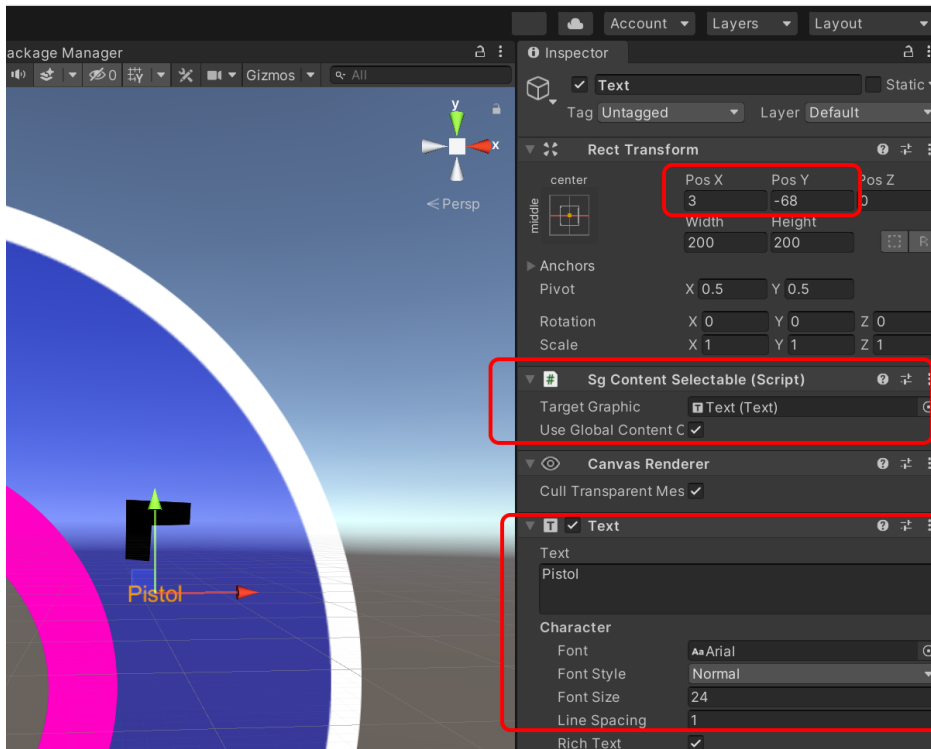 Account Layers Layout
ackage Manager
Inspector
0 Gizmos All
Text Static
Tag Untagged Layer Default
Rect Transform
center Pos X Pos Y Pos Z
3 -68 0
middle
Width Height
200 200 R
Anchors
Pivot X 0.5 Y 0.5
Rotation X 0 Y 0 Z 0
Scale X 1 Y 1 Z 1
y
x
Persp
Sg Content Selectable (Script)
Target Graphic Text (Text)
Use Global Content C
Canvas Renderer
Cull Transparent Mes
Text
Text
Pistol
Character
Font Aa Arial
Font Style Normal
Font Size 24
Line Spacing 1
Rich Text
Pistol